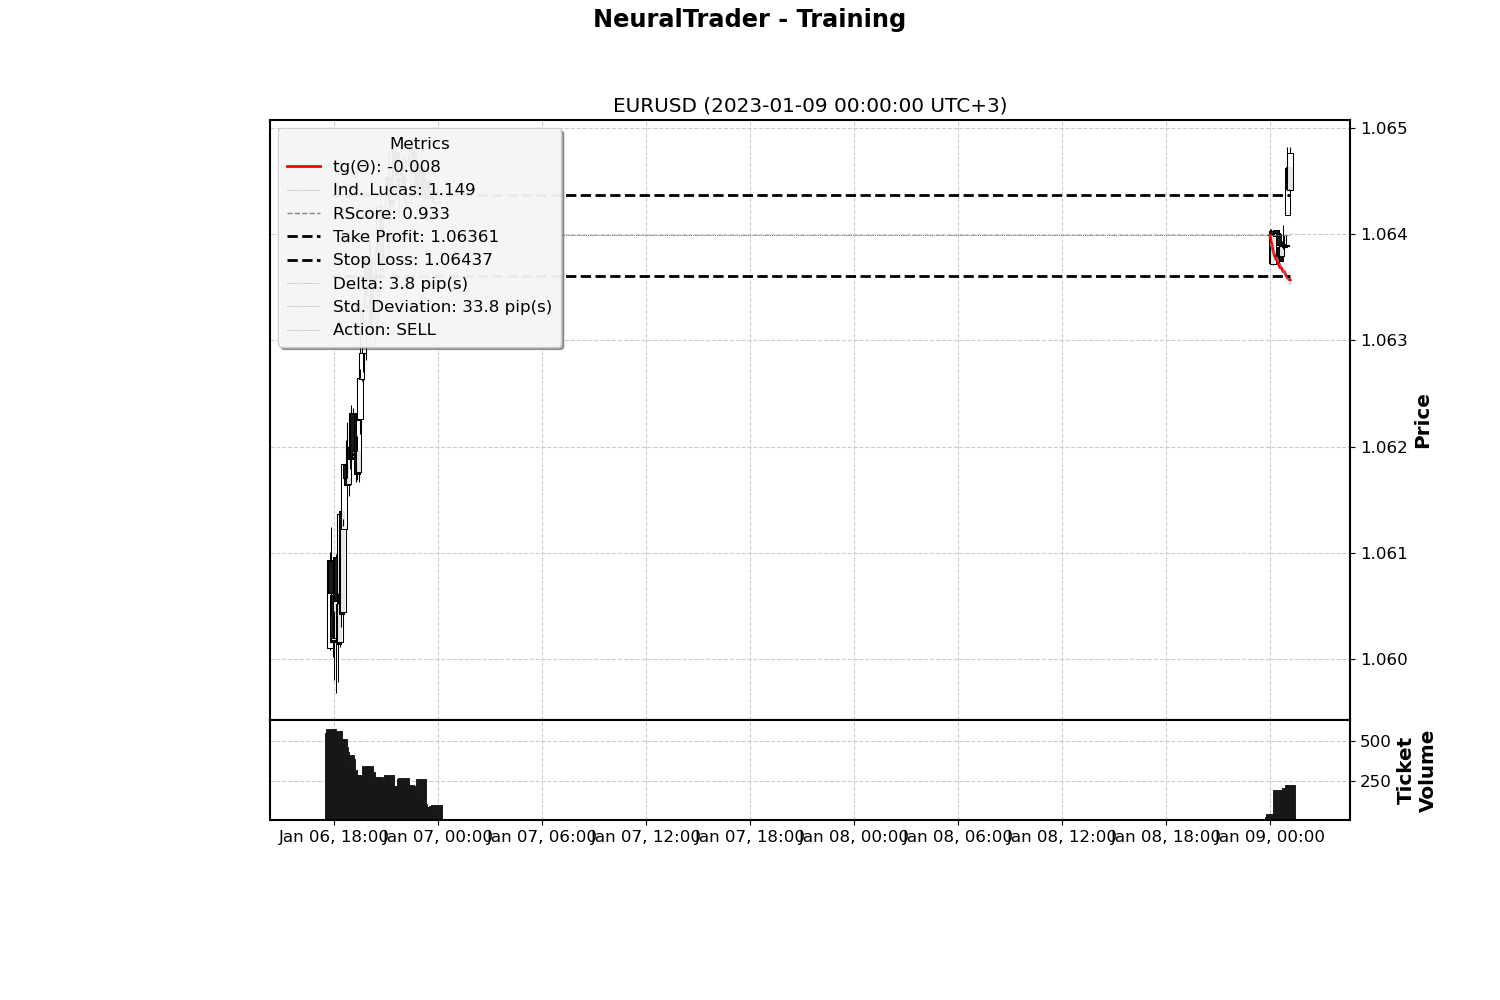 NeuralTrader - Training
EURUSD (2023-01-09 00:00:00 UTC+3)
Metrics
tg(Θ): -0.008
Ind. Lucas: 1.149
RScore: 0.933
Take Profit: 1.06361
Stop Loss: 1.06437
Delta: 3.8 pip(s)
Std. Deviation: 33.8 pip(s)
Action: SELL
1.065
1.064
1.063
1.062
1.061
1.060
Price
500
250
Ticket
Volume
Jan 06, 18:00 Jan 07, 00:00 Jan 07, 06:00 Jan 07, 12:00 Jan 07, 18:00 Jan 08, 00:00 Jan 08, 06:00 Jan 08, 12:00 Jan 08, 18:00 Jan 09, 00:00